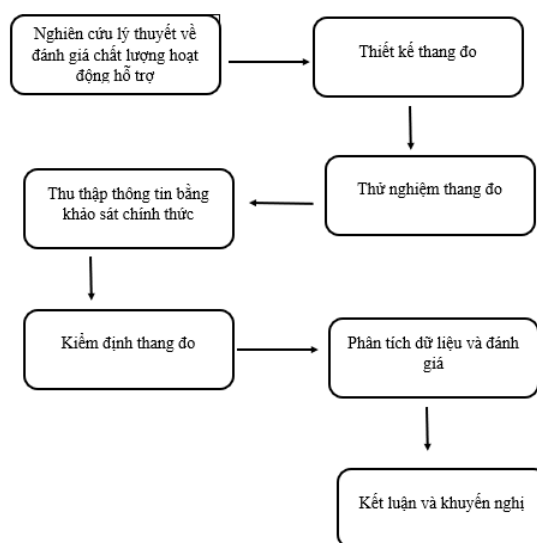 Nghiên cứu lý thuyết về
đánh giá chất lượng hoạt
động hỗ trợ
Thiết kế thang đo
Thử nghiệm thang đo
Thu thập thông tin bằng
khảo sát chính thức
Kiểm định thang đo
Phân tích dữ liệu và đánh
giá
Kết luận và khuyến nghị